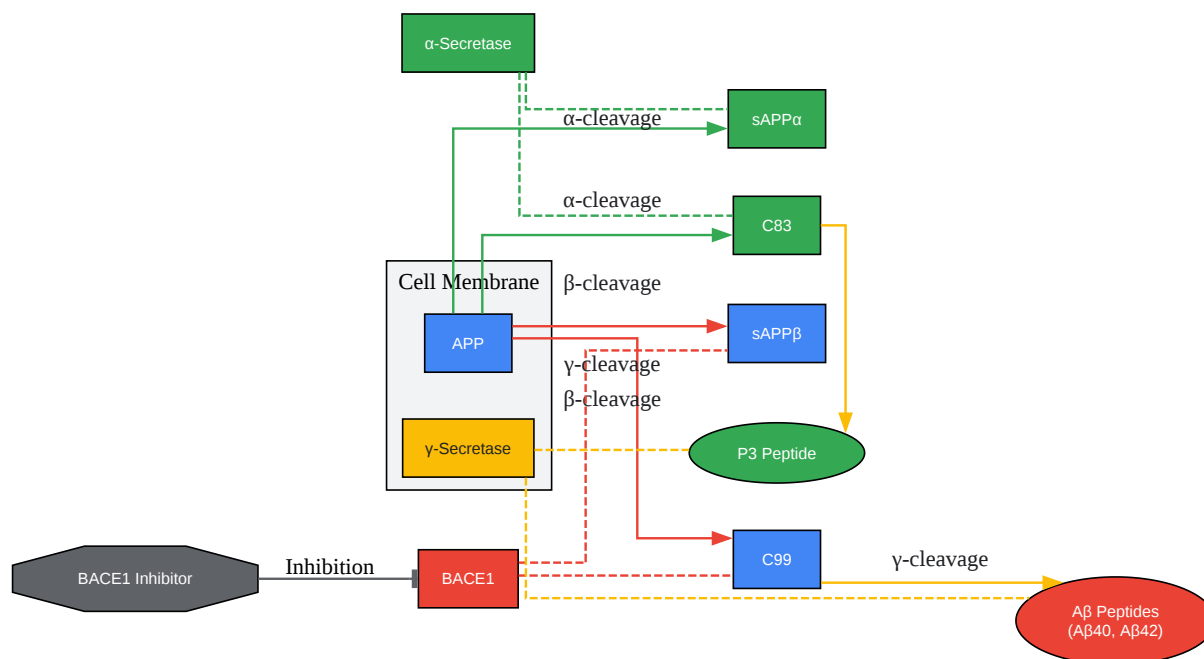 α-Secretase
sAPPα
α-cleavage
α-cleavage
C83
Cell Membrane
β-cleavage
APP
sAPPβ
γ-cleavage
β-cleavage
γ-Secretase
P3 Peptide
BACE1 Inhibitor
Inhibition
BACE1
C99
γ-cleavage
Aβ Peptides
(Aβ40, Aβ42)